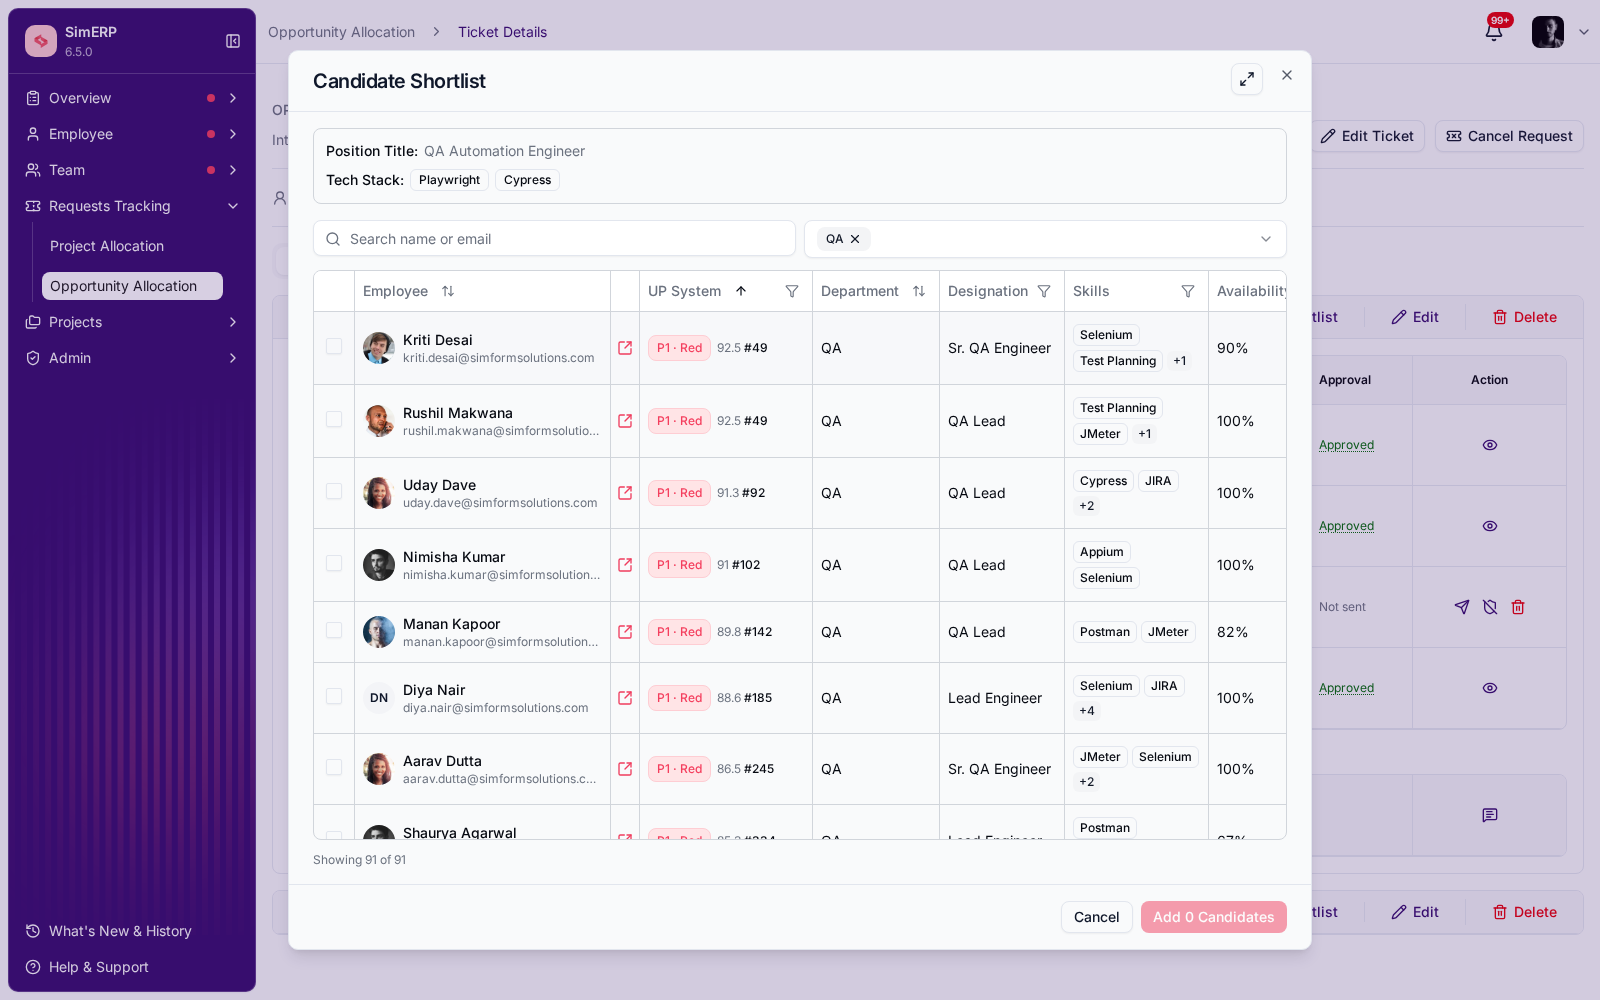 SimERP
6.5.0
Overview
Employee
Team
Requests Tracking
Project Allocation
Opportunity Allocation
Projects
Admin
What's New & History
Help & Support
Opportunity Allocation
Ticket Details
99+
Edit Ticket
Cancel Request
Candidate Shortlist
Position Title: QA Automation Engineer
Tech Stack: Playwright Cypress
Search name or email
QA
Employee UP System Department Designation Skills Availability
Kriti Desai
kriti.desai@simformsolutions.com
P1 · Red 92.5 #49
QA
Sr. QA Engineer
Selenium
Test Planning +1
90%
Rushil Makwana
rushil.makwana@simformsolutio...
P1 · Red 92.5 #49
QA
QA Lead
Test Planning
JMeter +1
100%
Uday Dave
uday.dave@simformsolutions.com
P1 · Red 91.3 #92
QA
QA Lead
Cypress JIRA
+2
100%
Nimisha Kumar
nimisha.kumar@simformsolution...
P1 · Red 91 #102
QA
QA Lead
Appium
Selenium
100%
Manan Kapoor
manan.kapoor@simformsolution...
P1 · Red 89.8 #142
QA
QA Lead
Postman JMeter
82%
DN
Diya Nair
diya.nair@simformsolutions.com
P1 · Red 88.6 #185
QA
Lead Engineer
Selenium JIRA
+4
100%
Aarav Dutta
aarav.dutta@simformsolutions.c...
P1 · Red 86.5 #245
QA
Sr. QA Engineer
JMeter Selenium
+2
100%
Shaurya Agarwal
Postman
Showing 91 of 91
Cancel
Add 0 Candidates
Edit
Delete
Approval
Action
Approved
Approved
Not sent
Approved
Edit
Delete